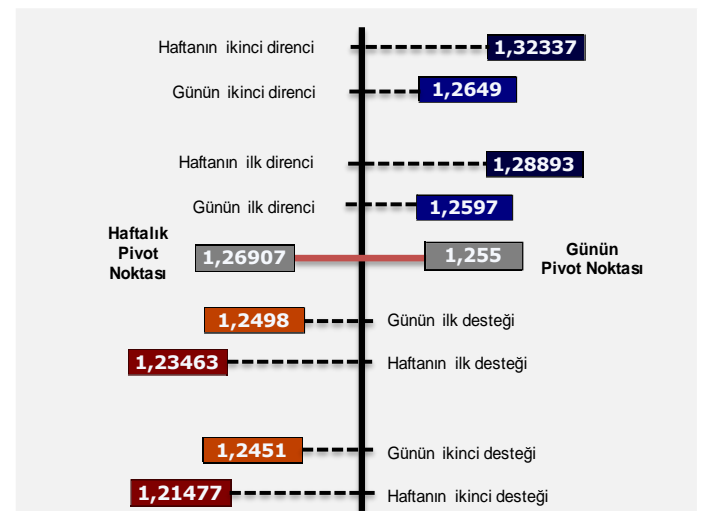 Haftanın ikinci direnci 1,32337
Günün ikinci direnci 1,2649
Haftanın ilk direnci 1,28893
Günün ilk direnci 1,2597
Haftalık
Pivot
Noktası
1,26907 1,255
Günün
Pivot Noktası
1,2498 Günün ilk desteği
1,23463 Haftanın ilk desteği
1,2451 Günün ikinci desteği
1,21477 Haftanın ikinci desteği